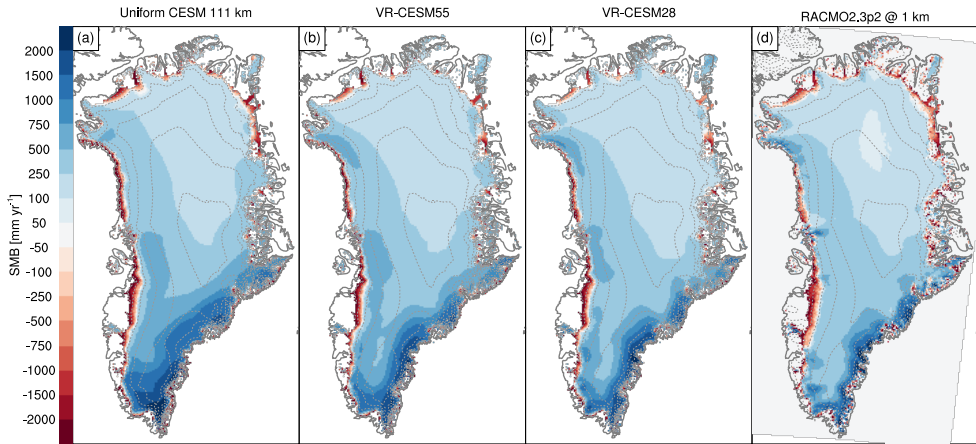 Uniform CESM 111 km
VR-CESM55
VR-CESM28
RACMO2.3p2 @ 1 km
(a)
(b)
(c)
(d)
SMB [mm yr⁻¹]
2000
1500
1000
750
500
200
100
50
-50
-100
-250
-500
-750
-1000
-1500
-2000